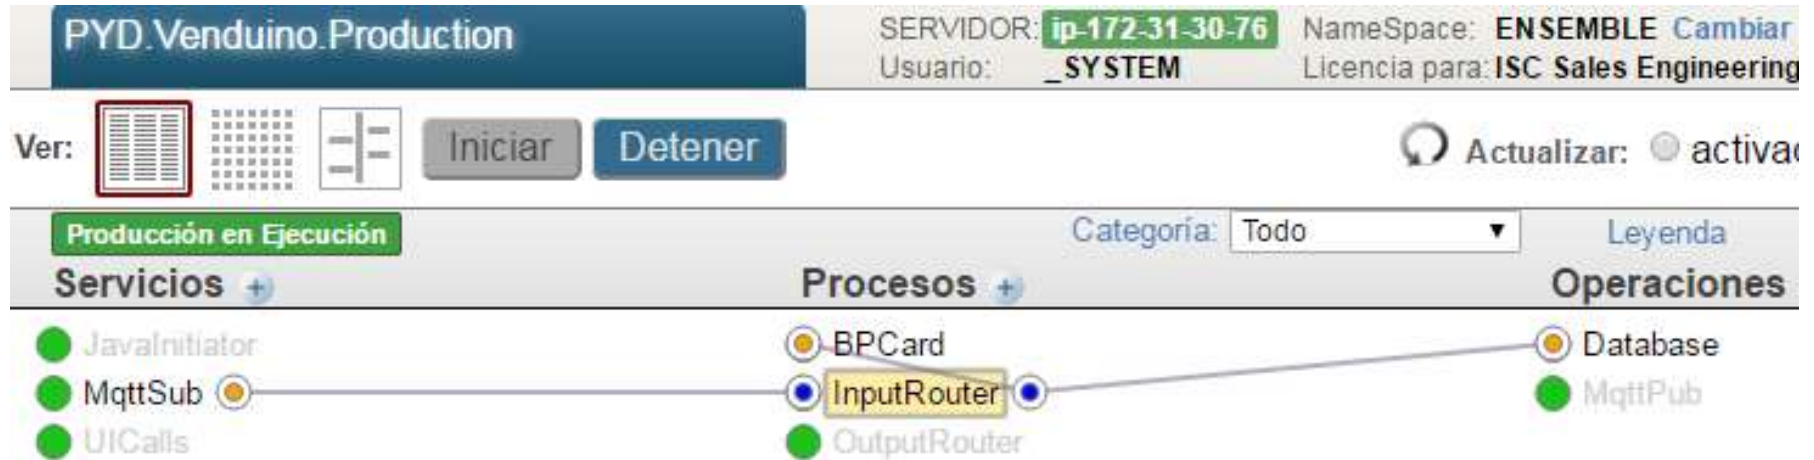 PYD.Venduino.Production
SERVIDOR: ip-172-31-30-76 NameSpace: ENSEMBLE Cambiar
Usuario: _SYSTEM Licencia para: ISC Sales Engineering
Ver: Iniciar Detener Actualizar: activac
Producción en Ejecución Categoría: Todo Leyenda
Servicios Procesos Operaciones
JavaInitiator BPCard Database
MqttSub InputRouter MqttPub
UICalls OutputRouter